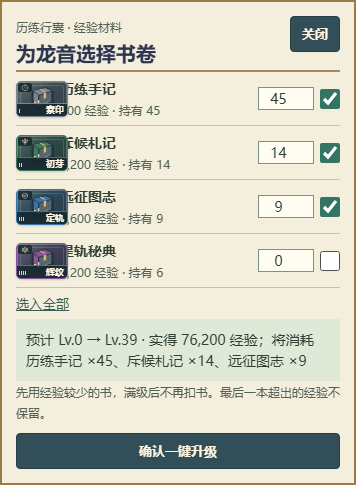 历练行囊 · 经验材料
为龙音选择书卷
关闭
历练手记
素印
00 经验 · 持有 45
45
斥候札记
初芽
,200 经验 · 持有 14
14
远征图志
定轨
,600 经验 · 持有 9
9
星轨秘典
辉纹
,200 经验 · 持有 6
0
选入全部
预计 Lv.0 → Lv.39 · 实得 76,200 经验；将消耗
历练手记 ×45、斥候札记 ×14、远征图志 ×9
先用经验较少的书，满级后不再扣书。最后一本超出的经验不
保留。
确认一键升级